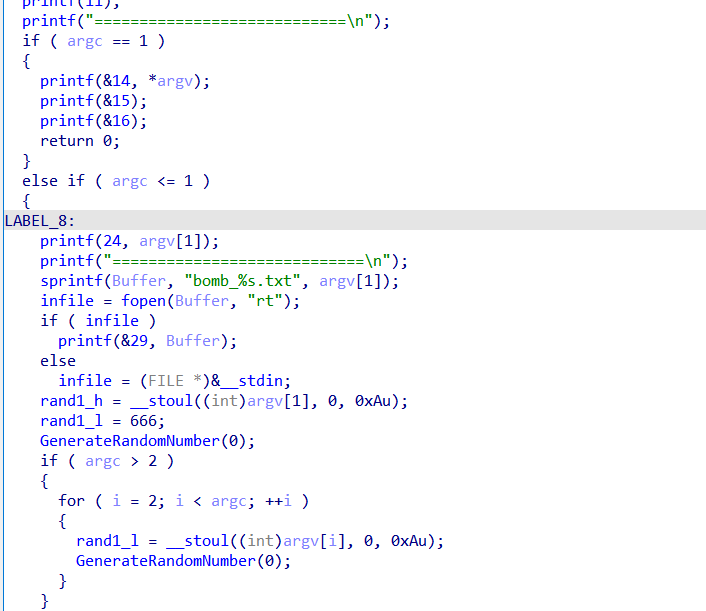 printf(11);
printf("============================\n");
if ( argc == 1 )
{
printf(&14, *argv);
printf(&15);
printf(&16);
return 0;
}
else if ( argc <= 1 )
{
LABEL_8:
printf(24, argv[1]);
printf("============================\n");
sprintf(Buffer, "bomb_%s.txt", argv[1]);
infile = fopen(Buffer, "rt");
if ( infile )
printf(&29, Buffer);
else
infile = (FILE *)&__stdin;
rand1_h = __stoul((int)argv[1], 0, 0xAu);
rand1_l = 666;
GenerateRandomNumber(0);
if ( argc > 2 )
{
for ( i = 2; i < argc; ++i )
{
rand1_l = __stoul((int)argv[i], 0, 0xAu);
GenerateRandomNumber(0);
}
}